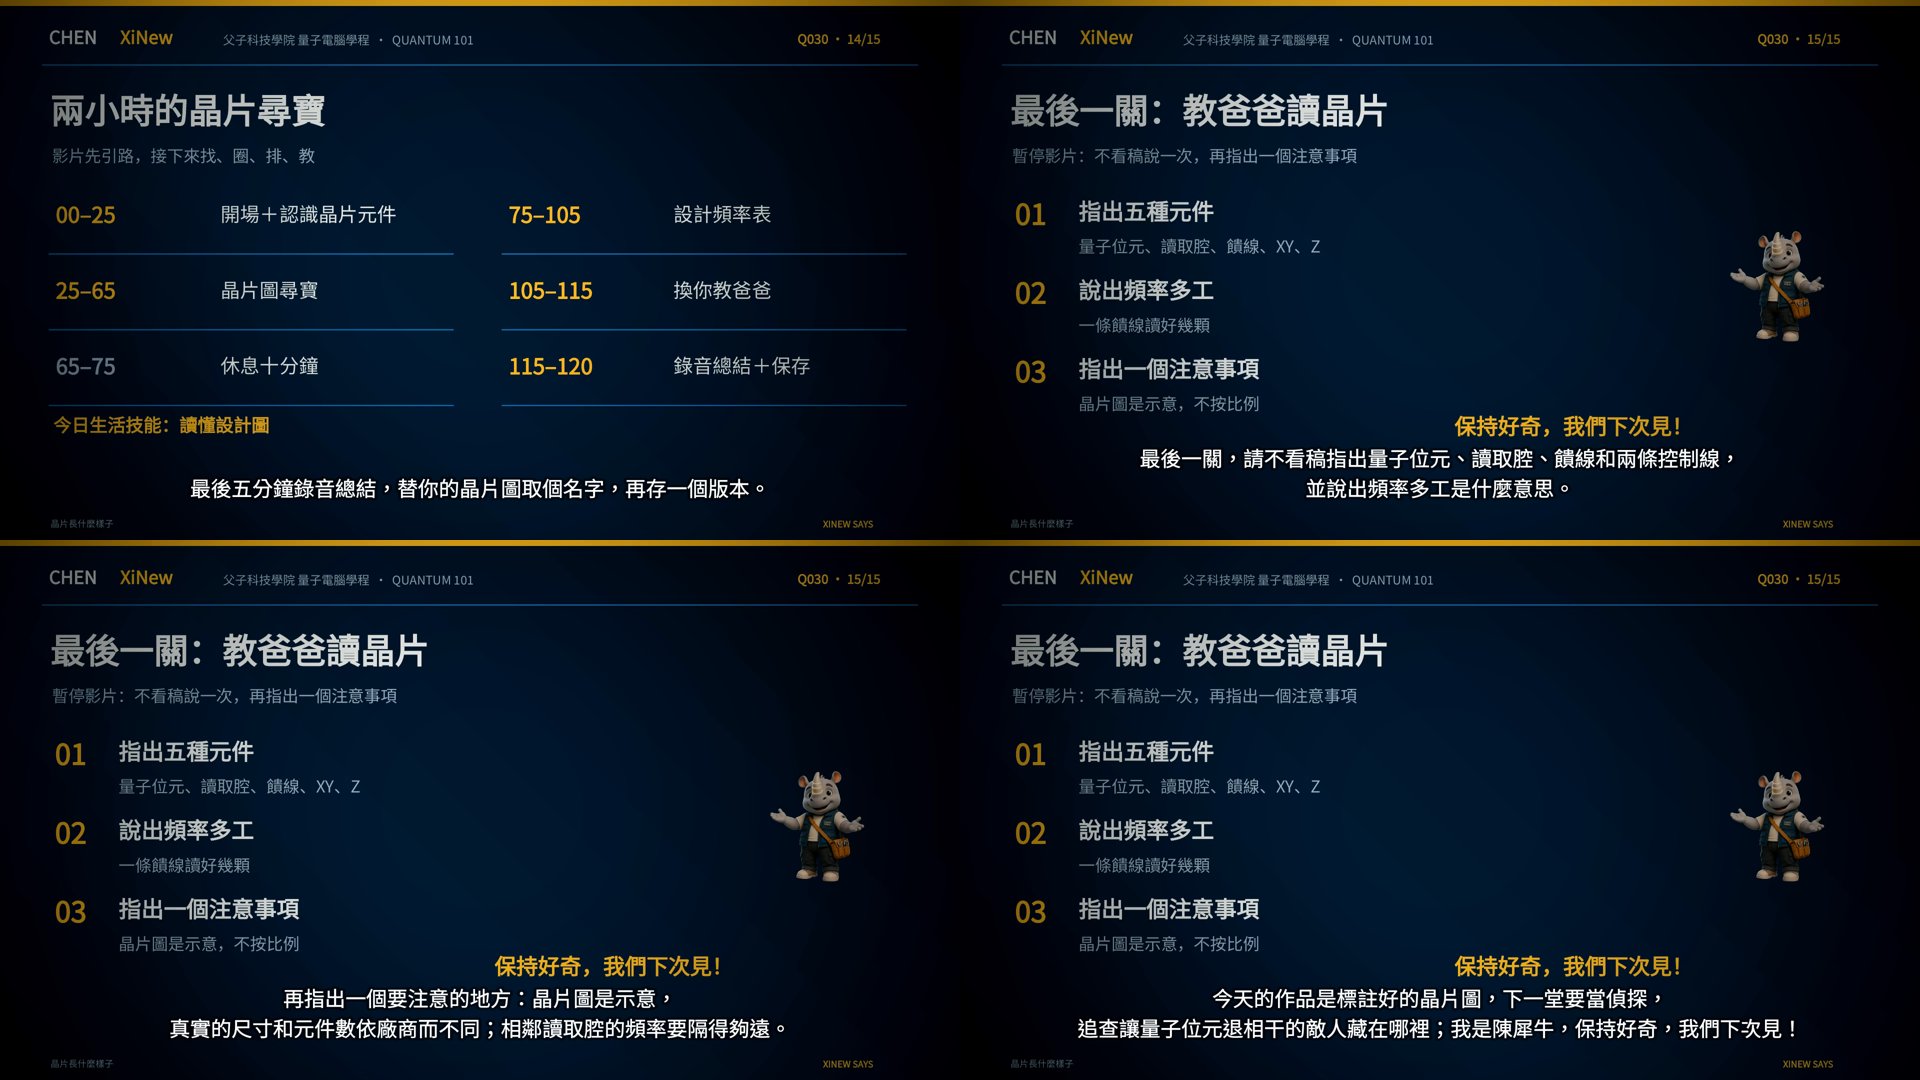 CHEN XiNew 父子科技學院 量子電腦學程 · QUANTUM 101 Q030 · 14/15
兩小時的晶片尋寶
影片先引路，接下來找、圈、排、教
00–25 開場＋認識晶片元件
75–105 設計頻率表
25–65 晶片圖尋寶
105–115 換你教爸爸
65–75 休息十分鐘
115–120 錄音總結＋保存
今日生活技能：讀懂設計圖
最後五分鐘錄音總結，替你的晶片圖取個名字，再存一個版本。
晶片長什麼樣子 XINEW SAYS
CHEN XiNew 父子科技學院 量子電腦學程 · QUANTUM 101 Q030 · 15/15
最後一關：教爸爸讀晶片
暫停影片：不看稿說一次，再指出一個注意事項
01 指出五種元件
量子位元、讀取腔、饋線、XY、Z
02 說出頻率多工
一條饋線讀好幾顆
03 指出一個注意事項
晶片圖是示意，不按比例
保持好奇，我們下次見！
最後一關，請不看稿指出量子位元、讀取腔、饋線和兩條控制線，
並說出頻率多工是什麼意思。
晶片長什麼樣子 XINEW SAYS
CHEN XiNew 父子科技學院 量子電腦學程 · QUANTUM 101 Q030 · 15/15
最後一關：教爸爸讀晶片
暫停影片：不看稿說一次，再指出一個注意事項
01 指出五種元件
量子位元、讀取腔、饋線、XY、Z
02 說出頻率多工
一條饋線讀好幾顆
03 指出一個注意事項
晶片圖是示意，不按比例
保持好奇，我們下次見！
再指出一個要注意的地方：晶片圖是示意，
真實的尺寸和元件數依廠商而不同；相鄰讀取腔的頻率要隔得夠遠。
晶片長什麼樣子 XINEW SAYS
CHEN XiNew 父子科技學院 量子電腦學程 · QUANTUM 101 Q030 · 15/15
最後一關：教爸爸讀晶片
暫停影片：不看稿說一次，再指出一個注意事項
01 指出五種元件
量子位元、讀取腔、饋線、XY、Z
02 說出頻率多工
一條饋線讀好幾顆
03 指出一個注意事項
晶片圖是示意，不按比例
保持好奇，我們下次見！
今天的作品是標註好的晶片圖，下一堂要當偵探，
追查讓量子位元退相干的敵人藏在哪裡；我是陳犀牛，保持好奇，我們下次見！
晶片長什麼樣子 XINEW SAYS